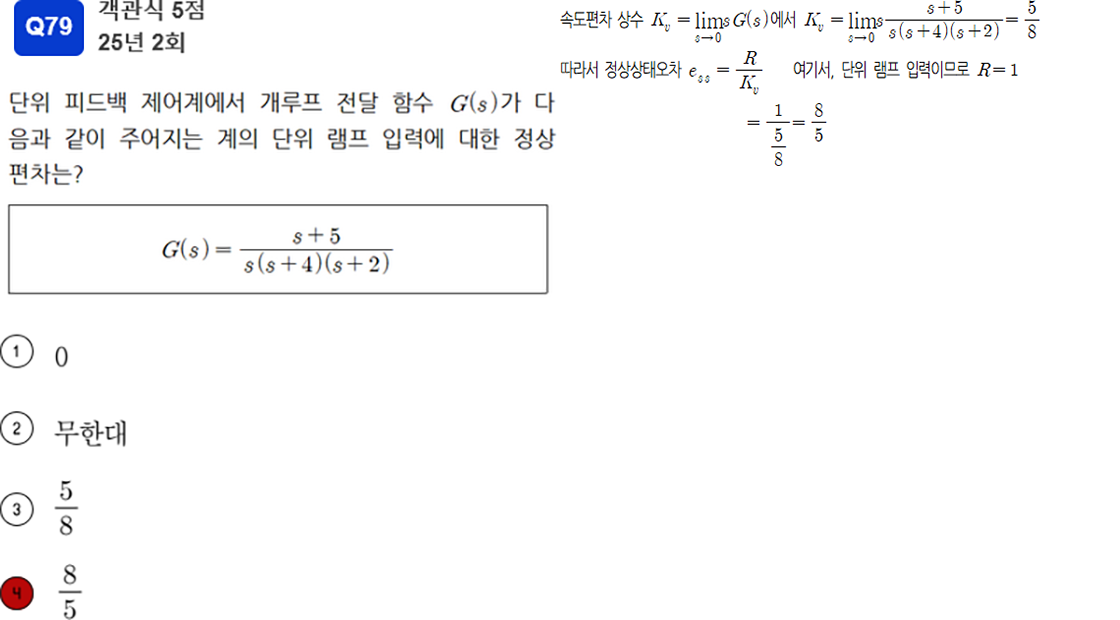 Q79
객관식 5점
25년 2회
단위 피드백 제어계에서 개루프 전달 함수 G(s)가 다
음과 같이 주어지는 계의 단위 램프 입력에 대한 정상
편차는?
G(s) = \frac{s+5}{s(s+4)(s+2)}
① 0
② 무한대
③ \frac{5}{8}
④ \frac{8}{5}
속도편차 상수 K_v = \lim_{s→0} s G(s)에서 K_v = \lim_{s→0} s \frac{s+5}{s(s+4)(s+2)} = \frac{5}{8}
따라서 정상상태오차 e_{ss} = \frac{R}{K_v} 여기서, 단위 램프 입력이므로 R=1
= \frac{1}{\frac{5}{8}} = \frac{8}{5}